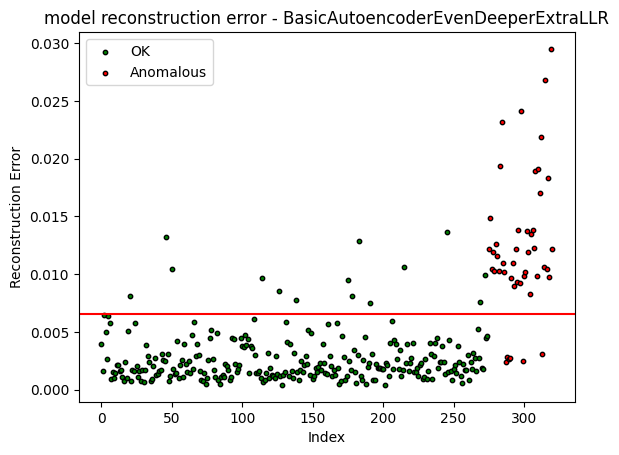 model reconstruction error - BasicAutoencoderEvenDeeperExtraLLR
OK
Anomalous
Reconstruction Error
0.030
0.025
0.020
0.015
0.010
0.005
0.000
0
50
100
150
200
250
300
Index